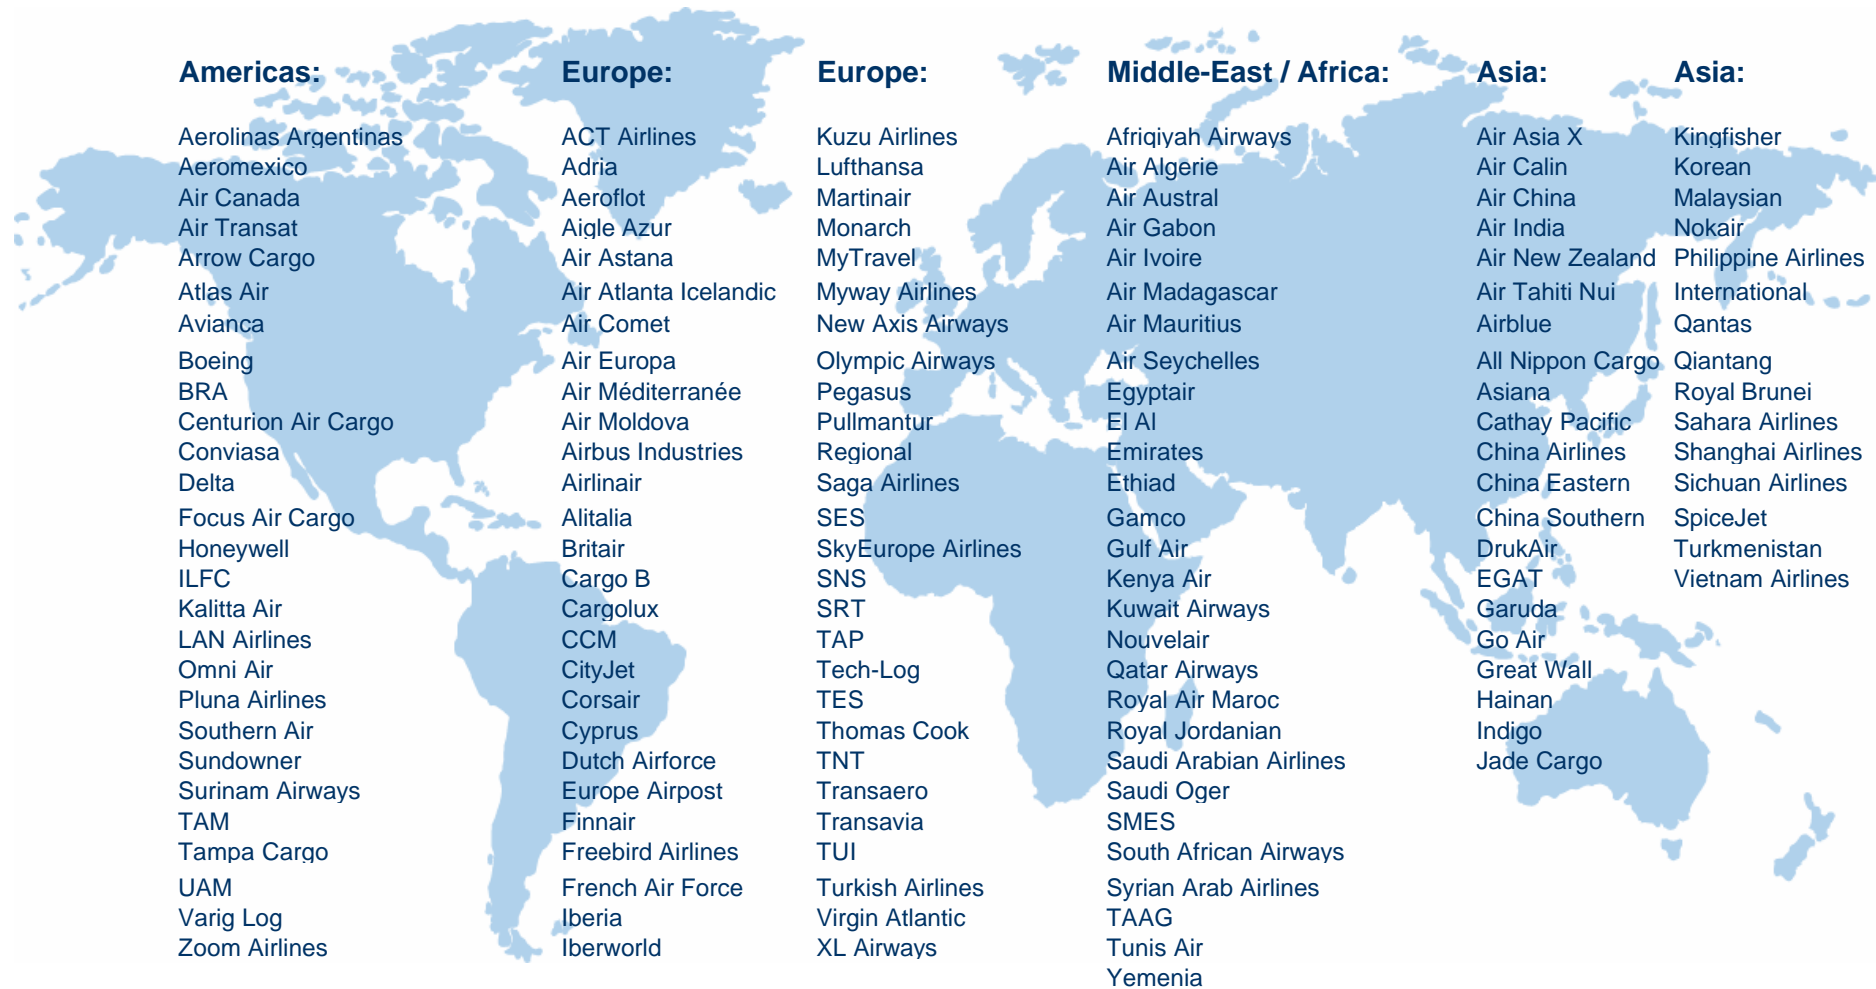 Americas:
Aerolinas Argentinas
Aeromexico
Air Canada
Air Transat
Arrow Cargo
Atlas Air
Avianca
Boeing
BRA
Centurion Air Cargo
Conviasa
Delta
Focus Air Cargo
Honeywell
ILFC
Kalitta Air
LAN Airlines
Omni Air
Pluna Airlines
Southern Air
Sundowner
Surinam Airways
TAM
Tampa Cargo
UAM
Varig Log
Zoom Airlines
Europe:
ACT Airlines
Adria
Aeroflot
Aigle Azur
Air Astana
Air Atlanta Icelandic
Air Comet
Air Europa
Air Méditerranée
Air Moldova
Airbus Industries
Airlinair
Alitalia
Britair
Cargo B
Cargolux
CCM
CityJet
Corsair
Cyprus
Dutch Airforce
Europe Airpost
Finnair
Freebird Airlines
French Air Force
Iberia
Iberworld
Europe:
Kuzu Airlines
Lufthansa
Martinair
Monarch
MyTravel
Myway Airlines
New Axis Airways
Olympic Airways
Pegasus
Pullmantur
Regional
Saga Airlines
SES
SkyEurope Airlines
SNS
SRT
TAP
Tech-Log
TES
Thomas Cook
TNT
Transaero
Transavia
TUI
Turkish Airlines
Virgin Atlantic
XL Airways
Middle-East / Africa:
Afriqiyah Airways
Air Algerie
Air Austral
Air Gabon
Air Ivoire
Air Madagascar
Air Mauritius
Air Seychelles
Egyptair
El Al
Emirates
Ethiad
Gamco
Gulf Air
Kenya Air
Kuwait Airways
Nouvelair
Qatar Airways
Royal Air Maroc
Royal Jordanian
Saudi Arabian Airlines
Saudi Oger
SMES
South African Airways
Syrian Arab Airlines
TAAG
Tunis Air
Yemenia
Asia:
Air Asia X
Air Calin
Air China
Air India
Air New Zealand
Air Tahiti Nui
Airblue
All Nippon Cargo
Asiana
Cathay Pacific
China Airlines
China Eastern
China Southern
DrukAir
EGAT
Garuda
Go Air
Great Wall
Hainan
Indigo
Jade Cargo
Asia:
Kingfisher
Korean
Malaysian
Nokair
Philippine Airlines
International
Qantas
Qiantang
Royal Brunei
Sahara Airlines
Shanghai Airlines
Sichuan Airlines
SpiceJet
Turkmenistan
Vietnam Airlines